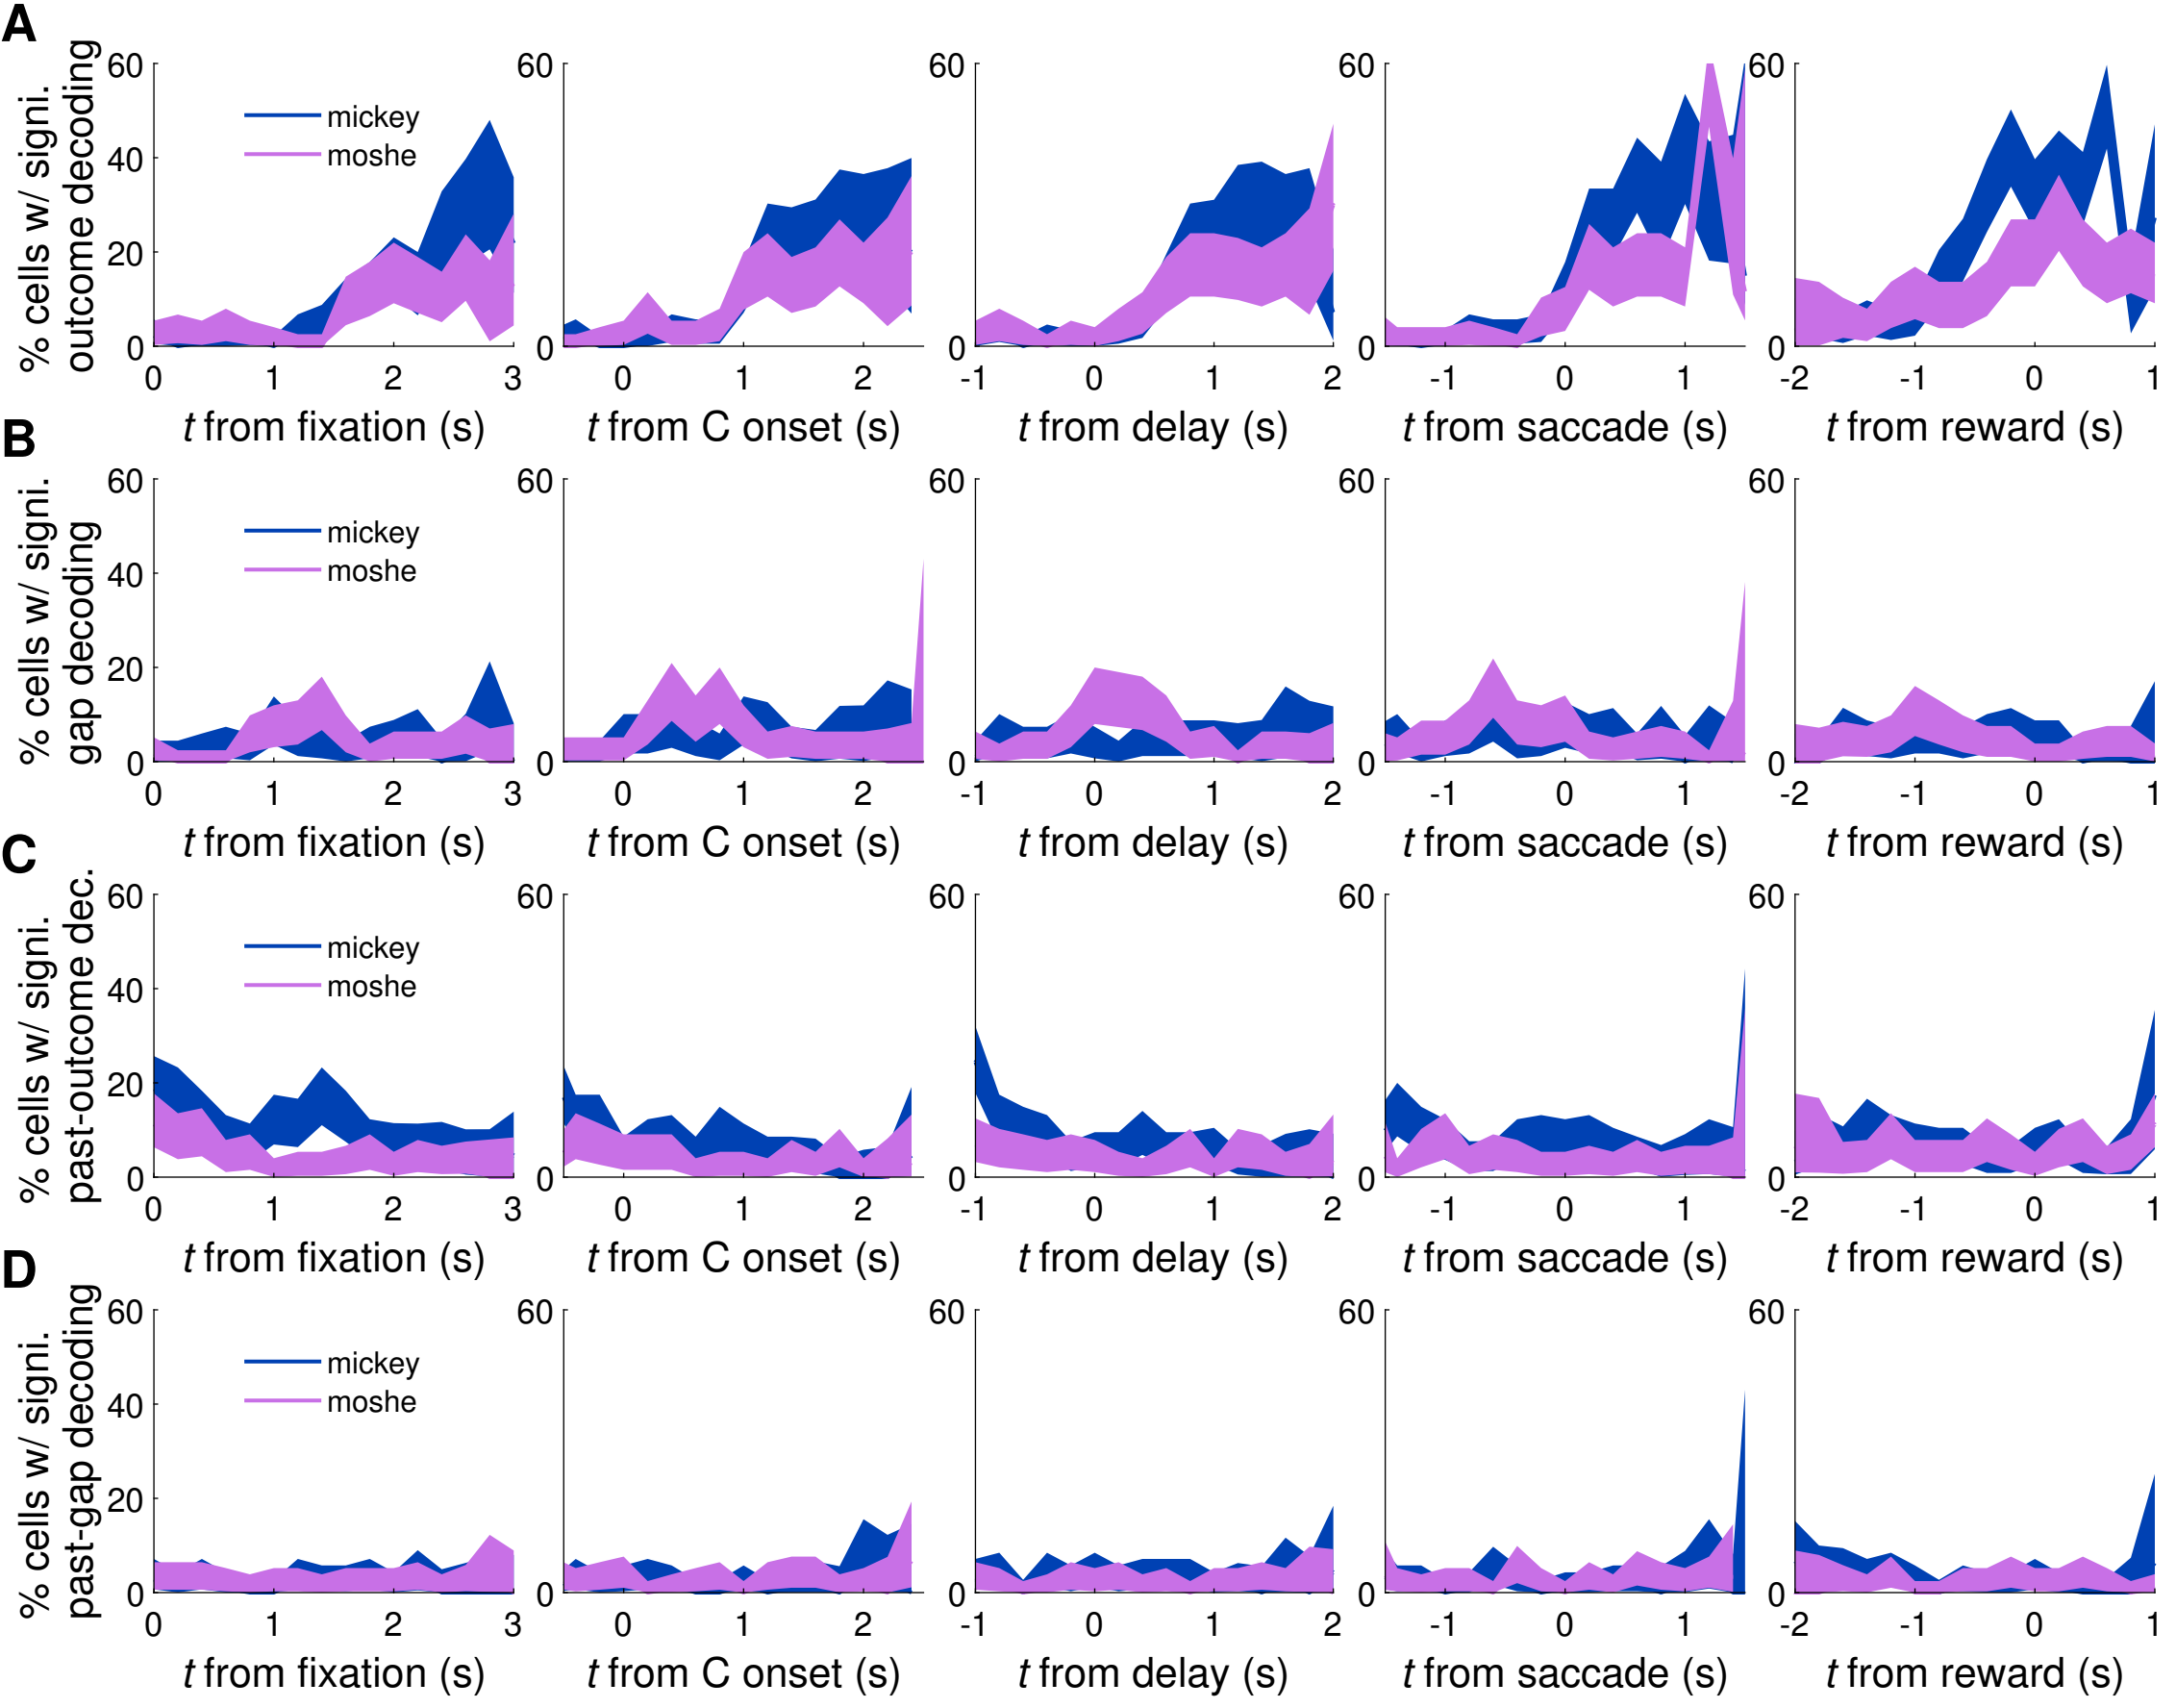 A
% cells w/ signi.
outcome decoding
60
40
20
0
mickey
moshe
0 1 2 3
t from fixation (s)
60
0
0 1 2
t from C onset (s)
60
0
-1 0 1 2
t from delay (s)
60
0
-1 0 1
t from saccade (s)
60
0
-2 -1 0 1
t from reward (s)
B
% cells w/ signi.
gap decoding
60
40
20
0
mickey
moshe
0 1 2 3
t from fixation (s)
60
0
0 1 2
t from C onset (s)
60
0
-1 0 1 2
t from delay (s)
60
0
-1 0 1
t from saccade (s)
60
0
-2 -1 0 1
t from reward (s)
C
% cells w/ signi.
past-outcome dec.
60
40
20
0
mickey
moshe
0 1 2 3
t from fixation (s)
60
0
0 1 2
t from C onset (s)
60
0
-1 0 1 2
t from delay (s)
60
0
-1 0 1
t from saccade (s)
60
0
-2 -1 0 1
t from reward (s)
D
% cells w/ signi.
past-gap decoding
60
40
20
0
mickey
moshe
0 1 2 3
t from fixation (s)
60
0
0 1 2
t from C onset (s)
60
0
-1 0 1 2
t from delay (s)
60
0
-1 0 1
t from saccade (s)
60
0
-2 -1 0 1
t from reward (s)